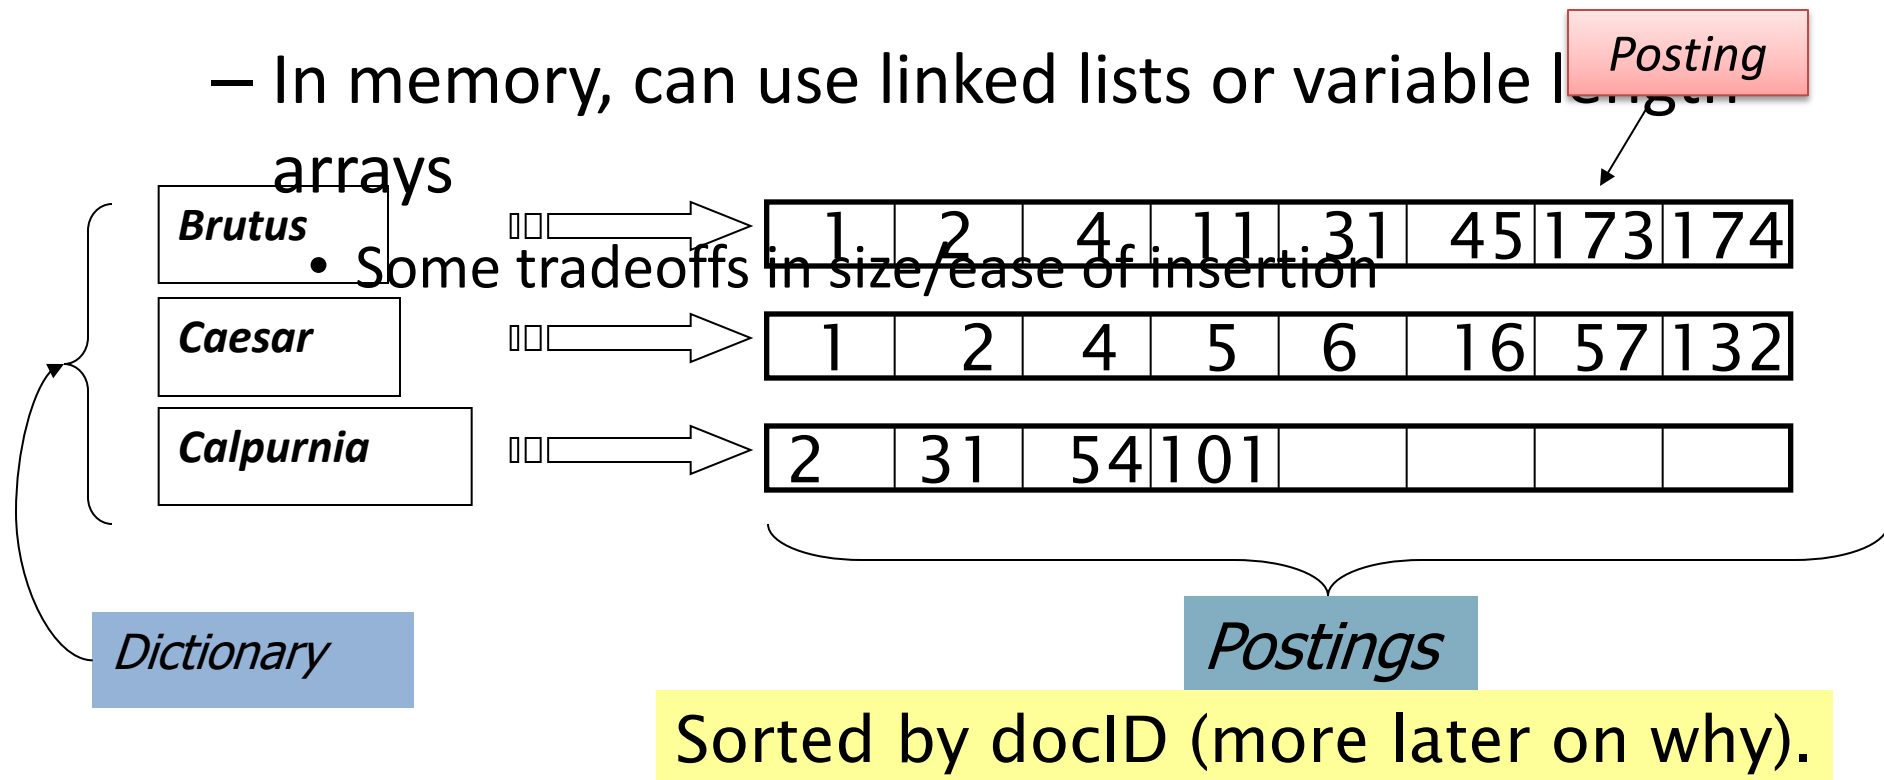 Posting
– In memory, can use linked lists or variable length
arrays
Brutus 1 2 4 11 31 45 173 174
• Some tradeoffs in size/ease of insertion
Caesar 1 2 4 5 6 16 57 132
Calpurnia 2 31 54 101
Dictionary
Postings
Sorted by docID (more later on why).